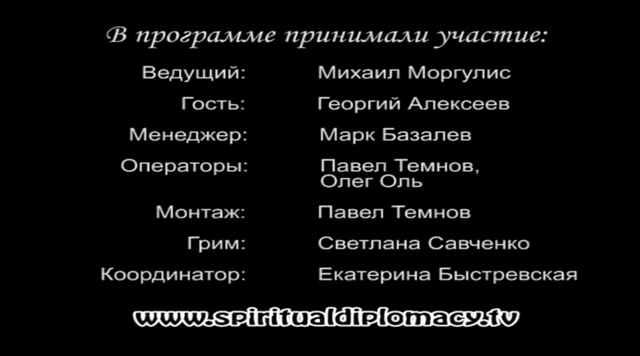 В программе принимали участие:
Ведущий: Михаил Моргулис
Гость: Георгий Алексеев
Менеджер: Марк Базалев
Операторы: Павел Темнов,
Олег Оль
Монтаж: Павел Темнов
Грим: Светлана Савченко
Координатор: Екатерина Быстревская
www.spiritualdiplomacy.tv